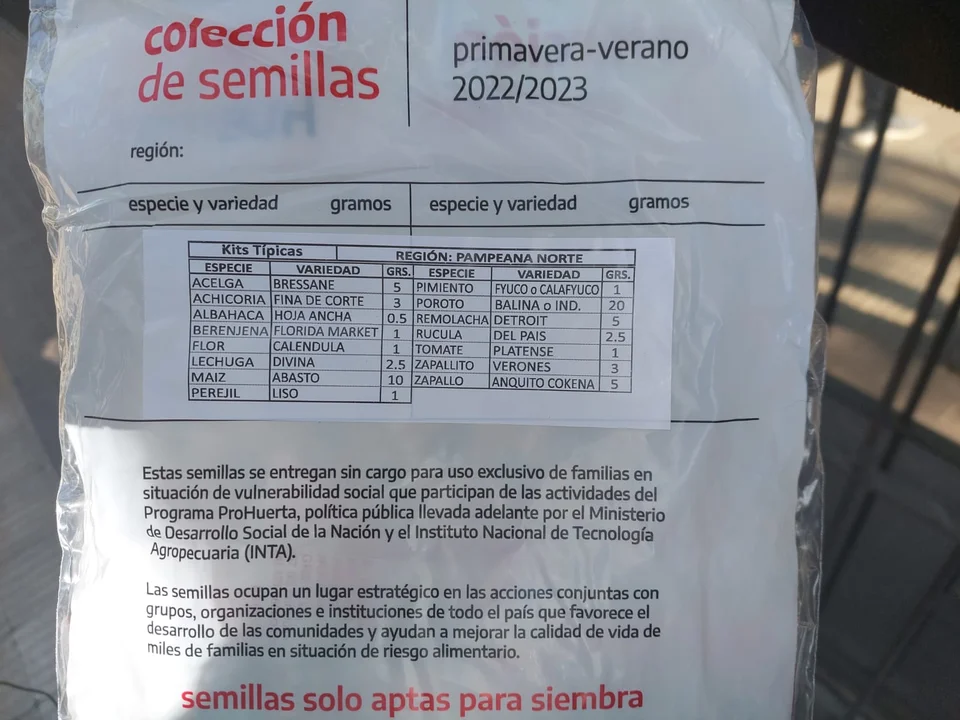 colección
de semillas
primavera-verano
2022/2023
región:
especie y variedad gramos especie y variedad gramos
Kits Típicas REGIÓN: PAMPEANA NORTE
ESPECIE VARIEDAD GRS. ESPECIE VARIEDAD GRS.
ACELGA BRESSANE 5 PIMIENTO FYUCO o CALAFYUCO 1
ACHICORIA FINA DE CORTE 3 POROTO BALINA o IND. 20
ALBAHACA HOJA ANCHA 0.5 REMOLACHA DETROIT 5
BERENJENA FLORIDA MARKET 1 RUCULA DEL PAIS 2.5
FLOR CALENDULA 1 TOMATE PLATENSE 1
LECHUGA DIVINA 2.5 ZAPALLITO VERONES 3
MAIZ ABASTO 10 ZAPALLO ANQUITO COKENA 5
PEREJIL LISO 1
Estas semillas se entregan sin cargo para uso exclusivo de familias en
situación de vulnerabilidad social que participan de las actividades del
Programa ProHuerta, política pública llevada adelante por el Ministerio
de Desarrollo Social de la Nación y el Instituto Nacional de Tecnología
Agropecuaria (INTA).
Las semillas ocupan un lugar estratégico en las acciones conjuntas con
grupos, organizaciones e instituciones de todo el país que favorece el
desarrollo de las comunidades y ayudan a mejorar la calidad de vida de
miles de familias en situación de riesgo alimentario.
semillas solo aptas para siembra